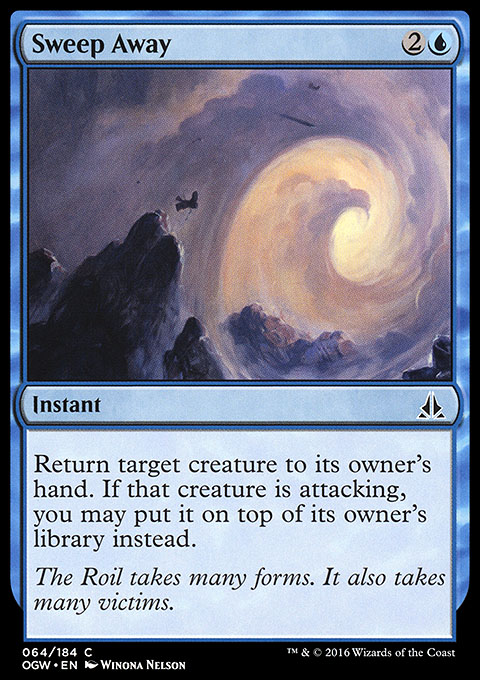 Sweep Away 2
Instant
Return target creature to its owner's
hand. If that creature is attacking,
you may put it on top of its owner's
library instead.
The Roil takes many forms. It also takes
many victims.
064/184 C
OGW • EN Winona Nelson
™ & © 2016 Wizards of the Coast